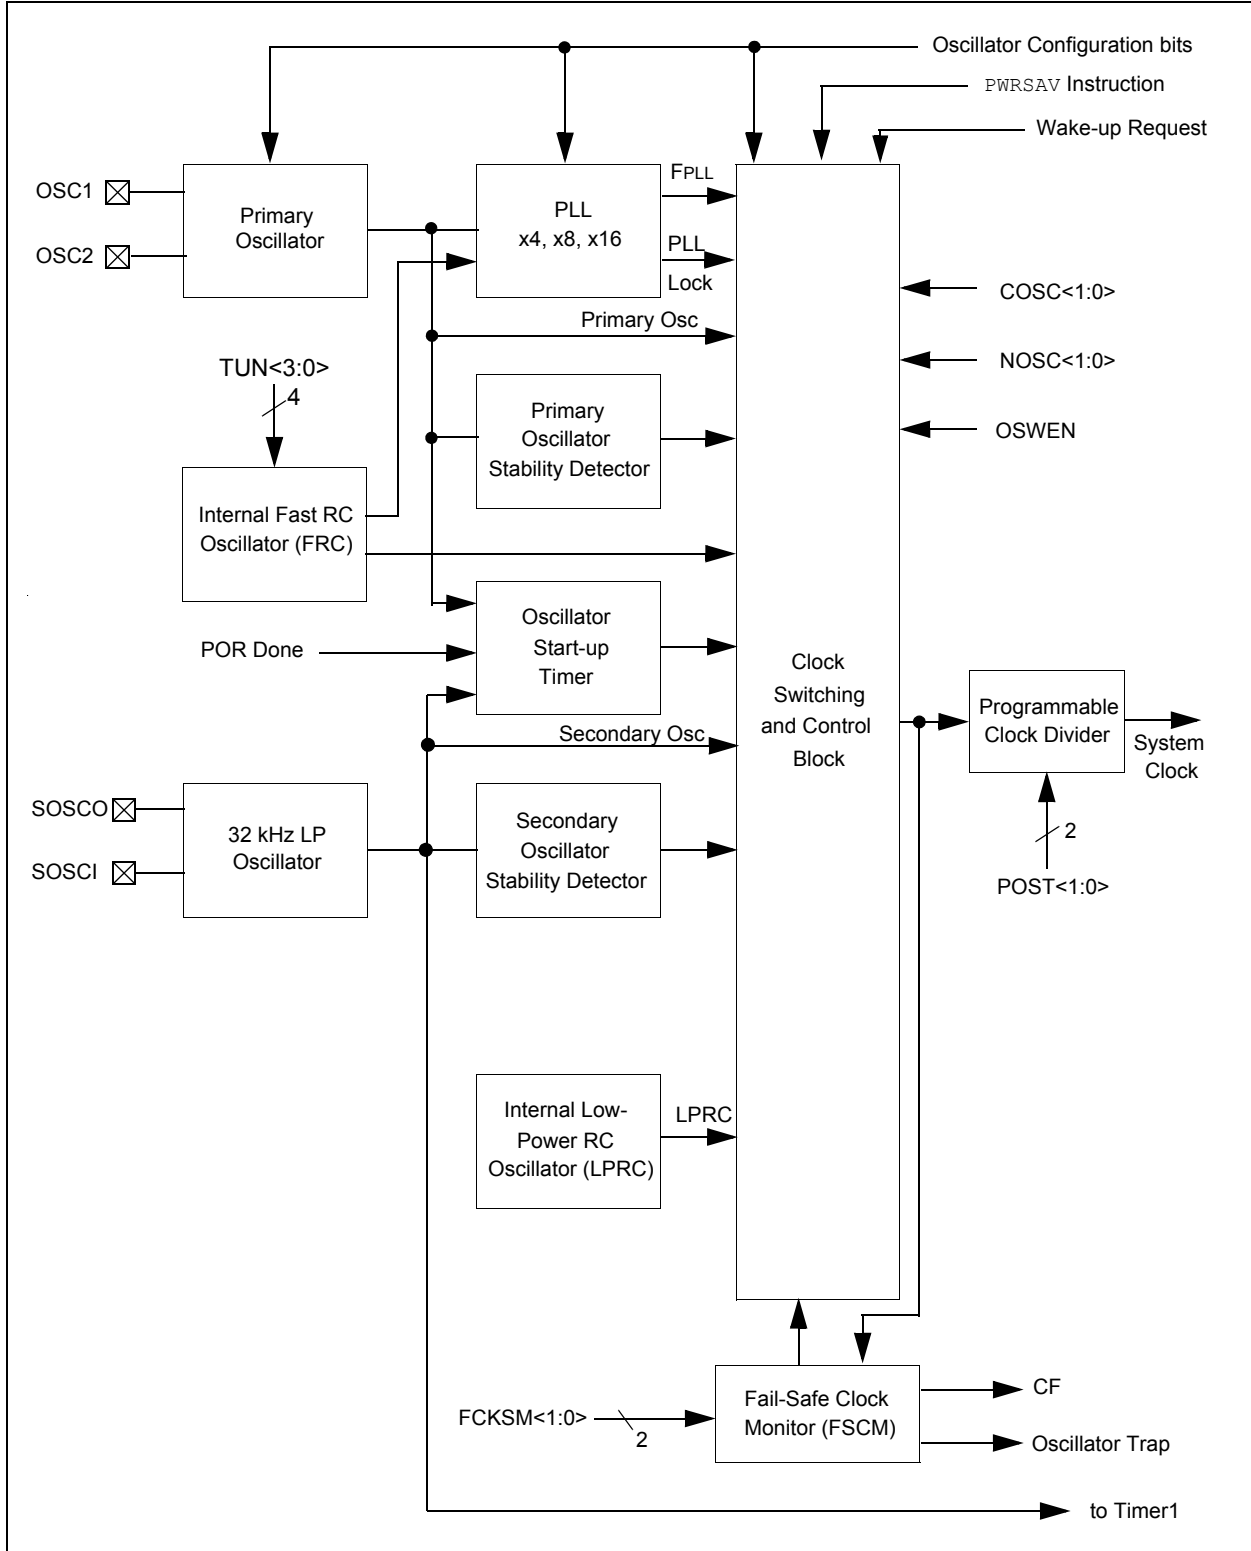 Oscillator Configuration bits
PWRSAV Instruction
Wake-up Request
OSC1
OSC2
Primary
Oscillator
PLL
x4, x8, x16
FPLL
PLL
Lock
COSC<1:0>
Primary Osc
NOSC<1:0>
TUN<3:0>
4
Primary
Oscillator
Stability Detector
OSWEN
Internal Fast RC
Oscillator (FRC)
Oscillator
Start-up
Timer
POR Done
Clock
Switching
and Control
Block
Programmable
Clock Divider
System
Clock
Secondary Osc
SOSCO
SOSCI
32 kHz LP
Oscillator
Secondary
Oscillator
Stability Detector
2
POST<1:0>
Internal Low-
Power RC
Oscillator (LPRC)
LPRC
FCKSM<1:0>
2
Fail-Safe Clock
Monitor (FSCM)
CF
Oscillator Trap
to Timer1